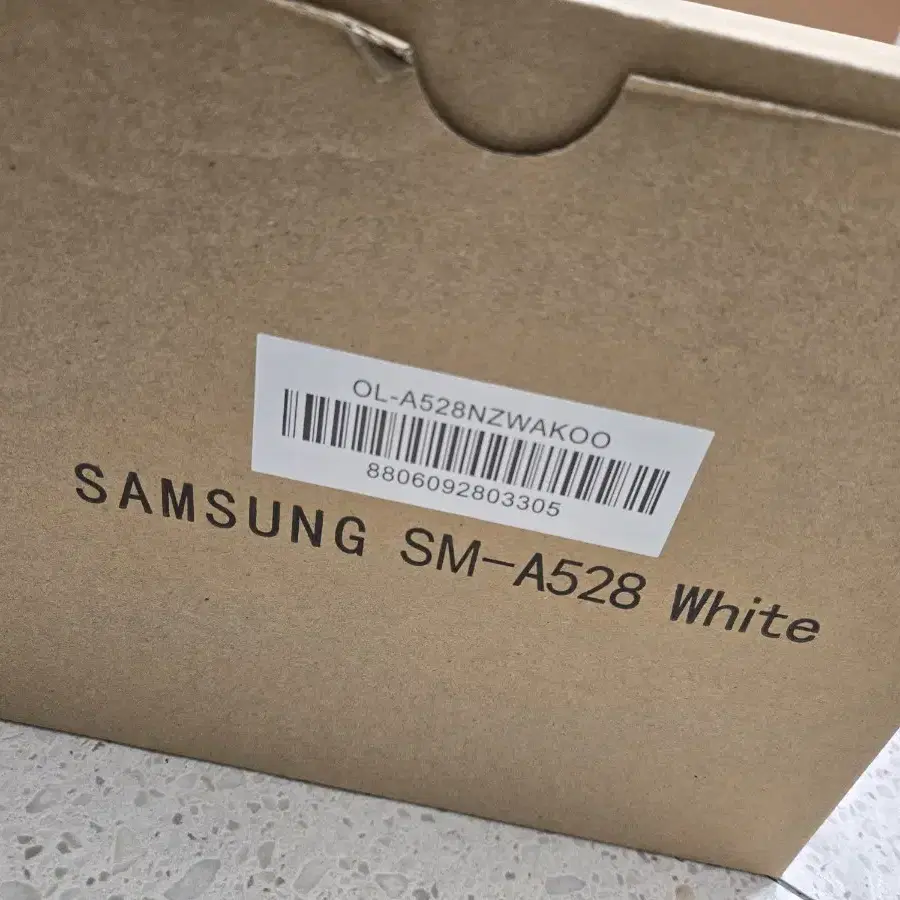 OL-A528NZWAKOO
8806092803305
SAMSUNG SM-A528 White